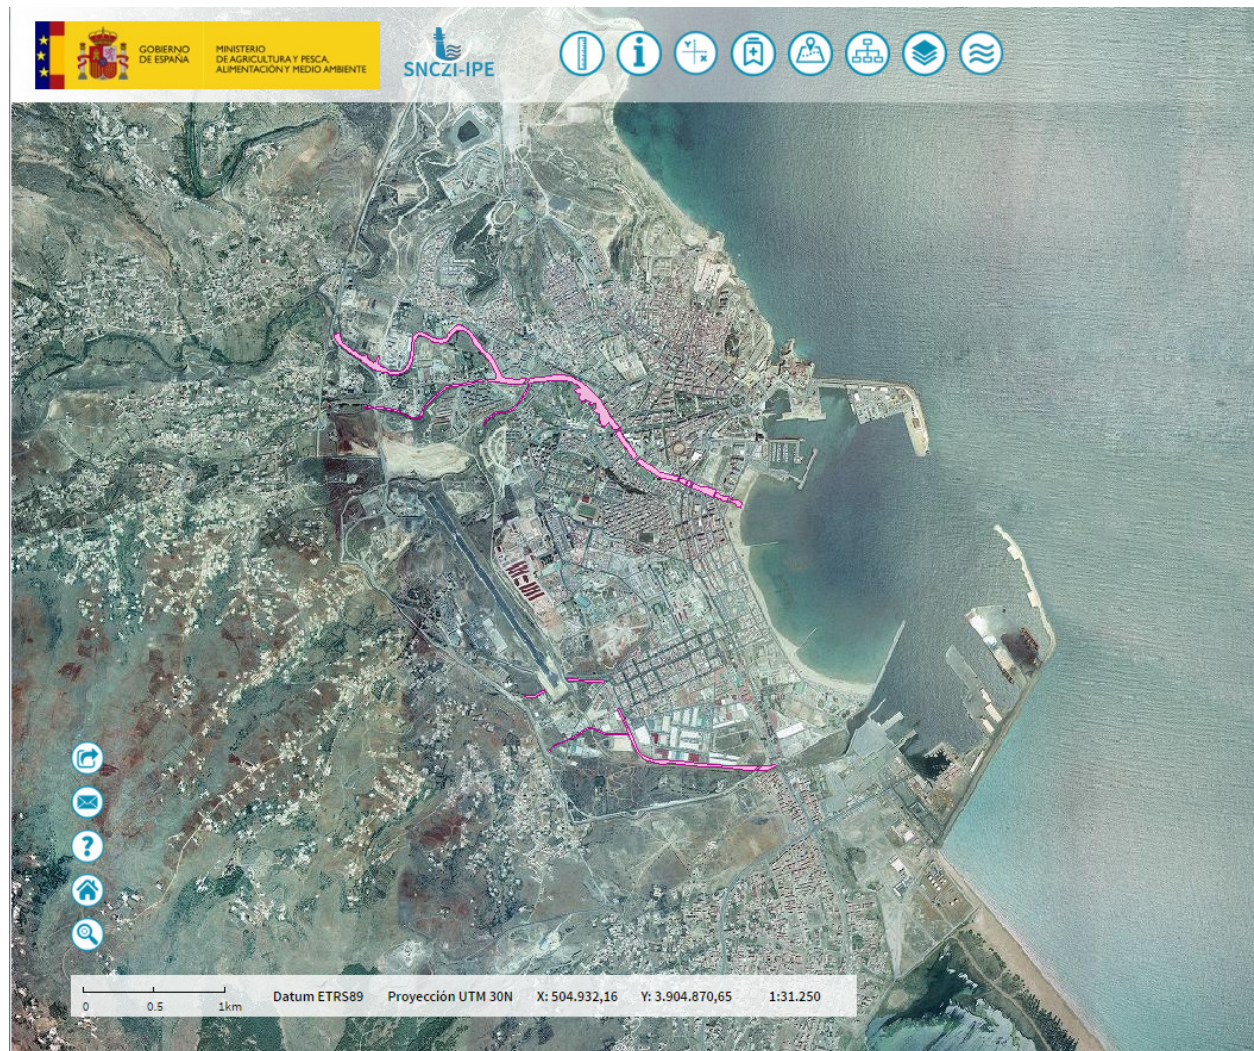 GOBIERNO
DE ESPAÑA
MINISTERIO
DE AGRICULTURA Y PESCA,
ALIMENTACIÓN Y MEDIO AMBIENTE
SNCZI-IPE
0 0.5 1km
Datum ETRS89 Proyección UTM 30N X: 504.932,16 Y: 3.904.870,65 1:31.250